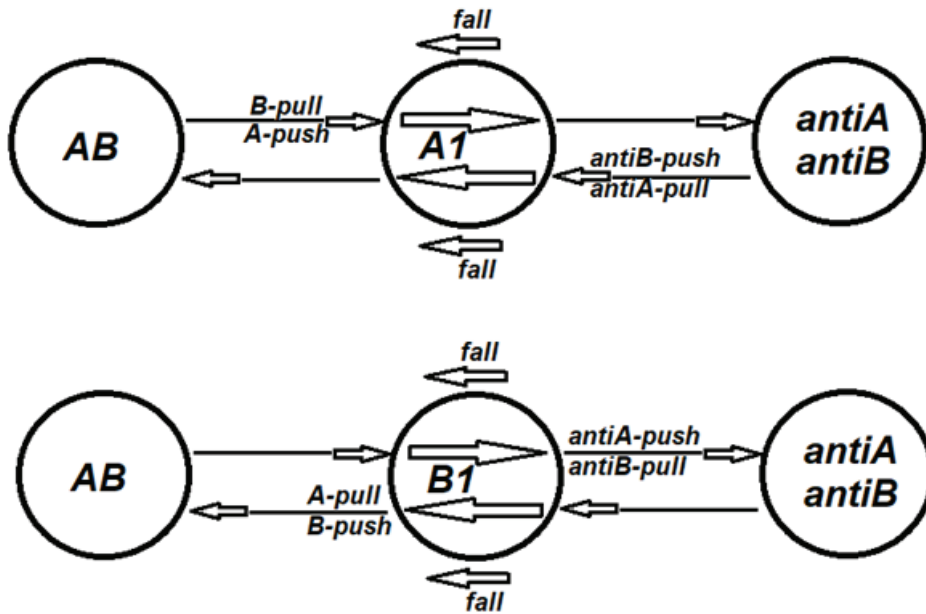 fall
B-pull
A-push
AB
A1
antiA
antiB
antiB-push
antiA-pull
fall
fall
antiA-push
antiB-pull
AB
B1
antiA
antiB
A-pull
B-push
fall